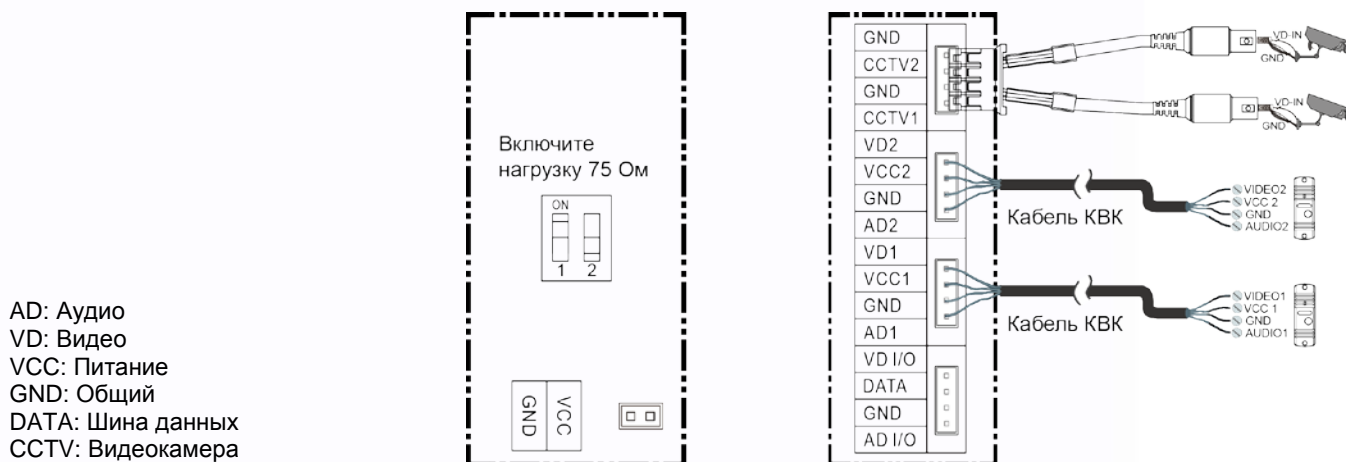 AD: Аудио
VD: Видео
VCC: Питание
GND: Общий
DATA: Шина данных
CCTV: Видеокамера
Включите
нагрузку 75 Ом
ON
1 2
GND
VCC
GND
CCTV2
GND
CCTV1
VD2
VCC2
GND
AD2
VD1
VCC1
GND
AD1
VD I/O
DATA
GND
AD I/O
VD-IN
GND
VD-IN
GND
Кабель КВК
VIDEO2
VCC 2
GND
AUDIO2
Кабель КВК
VIDEO1
VCC 1
GND
AUDIO1